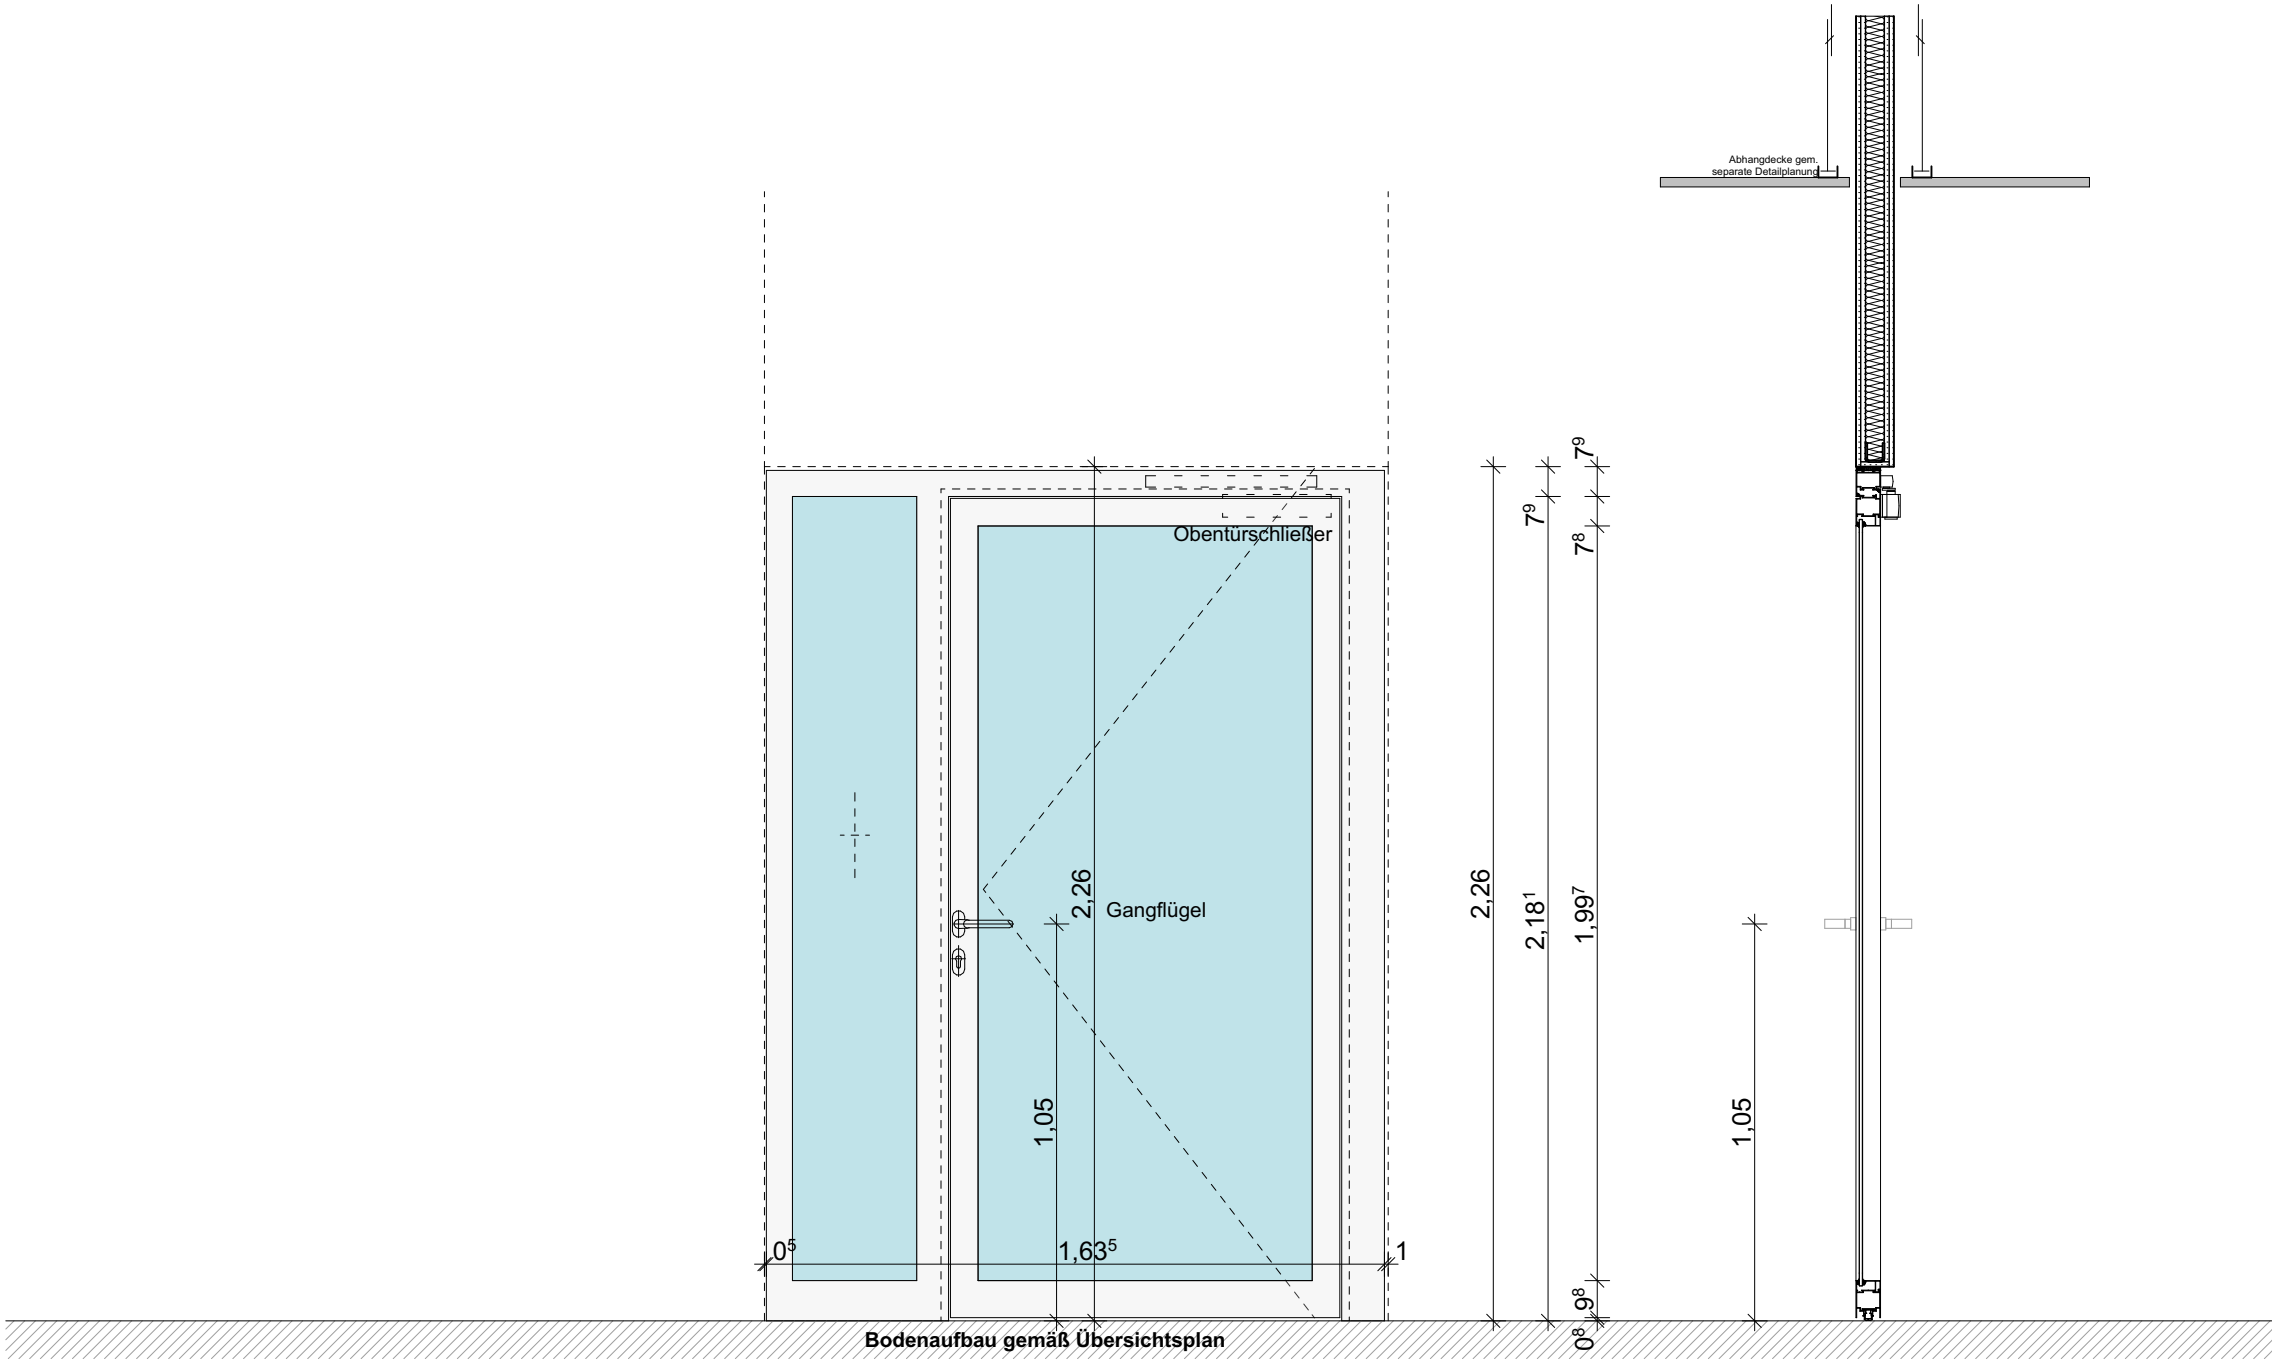 Abhangdecke gem.
separate Detailplanung
7⁹
7⁹
7⁸
Obentürschließer
2,26
Gangflügel
2,26
2,18¹
1,99⁷
1,05
1,05
0⁵
1,63⁵
1
9⁸
0⁸
Bodenaufbau gemäß Übersichtsplan